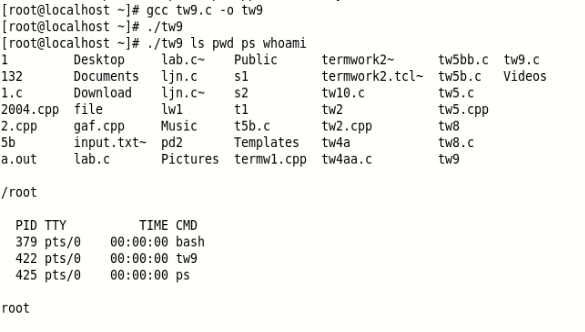 [root@localhost ~]# gcc tw9.c -o tw9
[root@localhost ~]# ./tw9
[root@localhost ~]# ./tw9 ls pwd ps whoami
1         Desktop    lab.c~    Public      termwork2~      tw5bb.c  tw9.c
132       Documents  ljn.c     s1          termwork2.tcl~  tw5b.c   Videos
1.c       Download   ljn.c~    s2          tw10.c          tw5.c
2004.cpp  file       lw1       t1          tw2             tw5.cpp
2.cpp     gaf.cpp    Music     t5b.c       tw2.cpp         tw8
5b        input.txt~ pd2       Templates   tw4a            tw8.c
a.out     lab.c      Pictures  termw1.cpp  tw4aa.c         tw9
/root
  PID TTY          TIME CMD
  379 pts/0    00:00:00 bash
  422 pts/0    00:00:00 tw9
  425 pts/0    00:00:00 ps
root